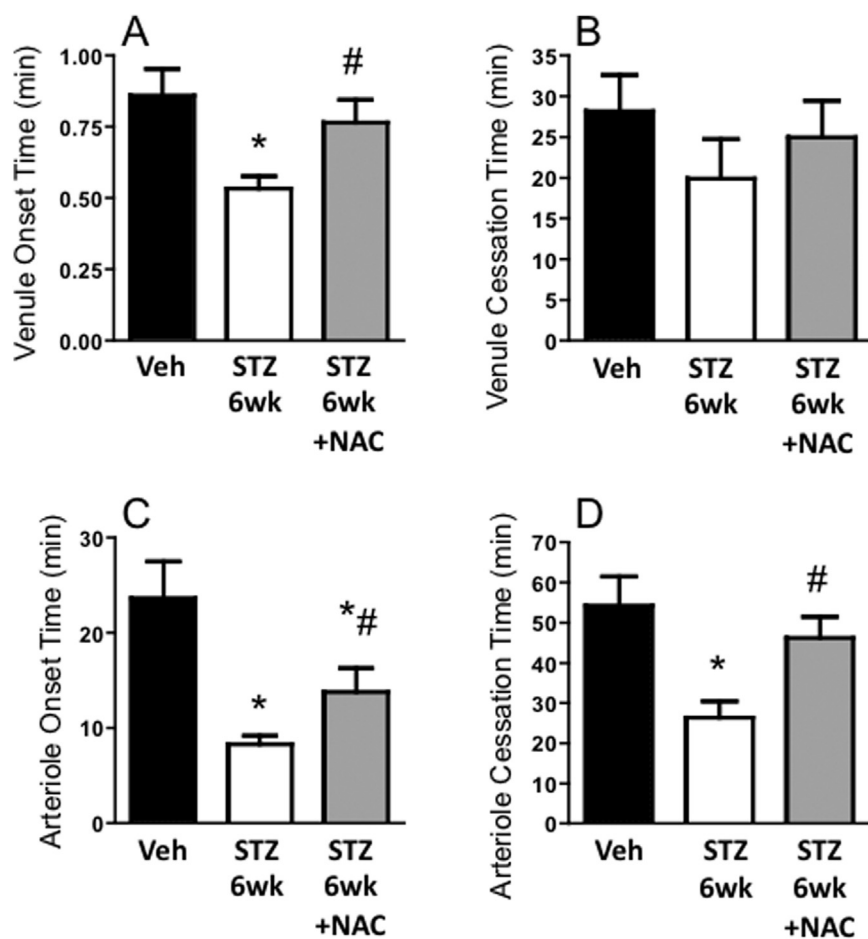 A
Venule Onset Time (min)
1.00
0.75
0.50
0.25
0.00
*
#
Veh
STZ
6wk
STZ
6wk
+NAC
B
Venule Cessation Time (min)
35
30
25
20
15
10
5
0
Veh
STZ
6wk
STZ
6wk
+NAC
C
Arteriole Onset Time (min)
30
20
10
0
*
*#
Veh
STZ
6wk
STZ
6wk
+NAC
D
Arteriole Cessation Time (min)
70
60
50
40
30
20
10
0
*
#
Veh
STZ
6wk
STZ
6wk
+NAC